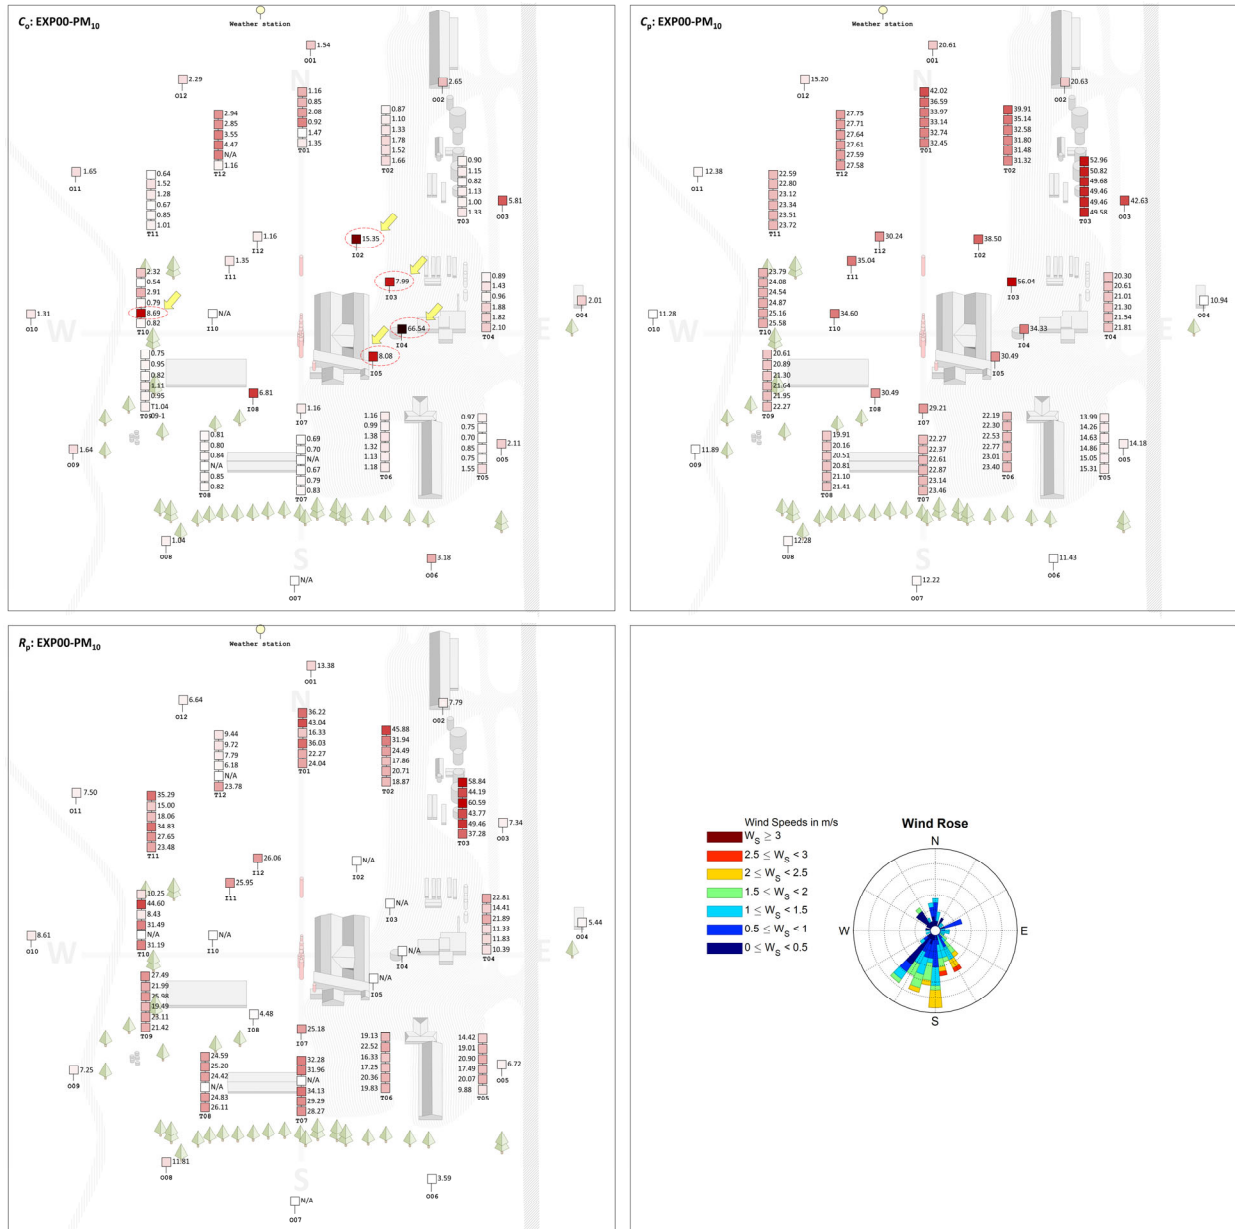 C₀: EXP00-PM₁₀
Weather station
1.54
O01
2.29
O12
2.65
O02
1.16
0.85
2.08
0.92
1.47
1.35
T01
0.87
1.10
1.33
1.78
1.52
1.66
T02
2.94
2.85
3.55
4.47
N/A
1.16
T12
0.90
1.15
0.82
1.13
1.00
1.33
T03
1.65
O11
0.64
1.52
1.28
0.67
0.85
1.01
T11
5.81
O03
1.16
I12
15.35
I02
1.35
I11
7.99
I03
2.32
0.54
2.91
0.79
8.69
0.82
T10
0.89
1.43
0.96
1.88
1.82
2.10
T04
2.01
O04
1.31
O10
N/A
I10
66.54
I04
8.08
I05
W
E
N
S
0.75
0.95
0.82
1.11
0.95
T1.04
T09
09-1
6.81
I08
1.16
I07
1.16
0.99
1.38
1.32
1.13
1.18
T06
0.97
0.75
0.70
0.85
0.75
1.55
T05
2.11
O05
1.64
O09
0.81
0.80
0.84
N/A
0.85
0.82
T08
0.69
0.70
N/A
0.67
0.79
0.83
T07
1.04
O08
3.18
O06
N/A
O07
Cₚ: EXP00-PM₁₀
Weather station
20.61
O01
15.20
O12
20.63
O02
42.02
36.59
33.97
33.14
32.74
32.45
T01
39.91
35.14
32.58
31.80
31.48
31.32
T02
27.75
27.71
27.64
27.61
27.59
27.58
T12
52.96
50.82
49.68
49.46
49.46
49.58
T03
12.38
O11
22.59
22.80
23.12
23.34
23.51
23.72
T11
42.63
O03
30.24
I12
38.50
I02
35.04
I11
56.04
I03
23.79
24.08
24.54
24.87
25.16
25.58
T10
20.30
20.61
21.01
21.30
21.54
21.81
T04
10.94
O04
11.28
O10
34.60
I10
34.33
I04
30.49
I05
W
E
N
S
20.61
20.89
21.30
21.64
21.95
22.27
T09
30.49
I08
29.21
I07
22.19
22.30
22.53
22.77
23.01
23.40
T06
13.99
14.26
14.63
14.86
15.05
15.31
T05
14.18
O05
11.89
O09
19.91
20.16
20.51
20.81
21.10
21.41
T08
22.27
22.37
22.61
22.87
23.14
23.46
T07
12.28
O08
11.43
O06
12.22
O07
Rₚ: EXP00-PM₁₀
Weather station
13.38
O01
6.64
O12
7.79
O02
36.22
43.04
16.33
36.03
22.27
24.04
T01
45.88
31.94
24.49
17.86
20.71
18.87
T02
9.44
9.72
7.79
6.18
N/A
23.78
T12
58.84
44.19
60.59
43.77
49.46
37.28
T03
7.50
O11
35.29
15.00
18.06
34.83
27.65
23.48
T11
7.34
O03
26.06
I12
N/A
I02
25.95
I11
N/A
I03
10.25
44.60
8.43
31.49
N/A
31.19
T10
22.81
14.41
21.89
11.33
11.83
10.39
T04
5.44
O04
8.61
O10
N/A
I10
N/A
I04
N/A
I05
W
E
N
S
27.49
21.99
25.98
19.49
23.11
21.42
T09
4.48
I08
25.18
I07
19.13
22.52
16.33
17.25
20.36
19.83
T06
14.42
19.01
20.90
17.49
20.07
9.88
T05
6.72
O05
7.25
O09
24.59
25.20
24.42
N/A
24.83
26.11
T08
32.28
31.96
N/A
34.13
29.29
28.27
T07
11.81
O08
3.59
O06
N/A
O07
Wind Speeds in m/s
W_S ≥ 3
2.5 ≤ W_S < 3
2 ≤ W_S < 2.5
1.5 ≤ W_S < 2
1 ≤ W_S < 1.5
0.5 ≤ W_S < 1
0 ≤ W_S < 0.5
Wind Rose
N
W
E
S